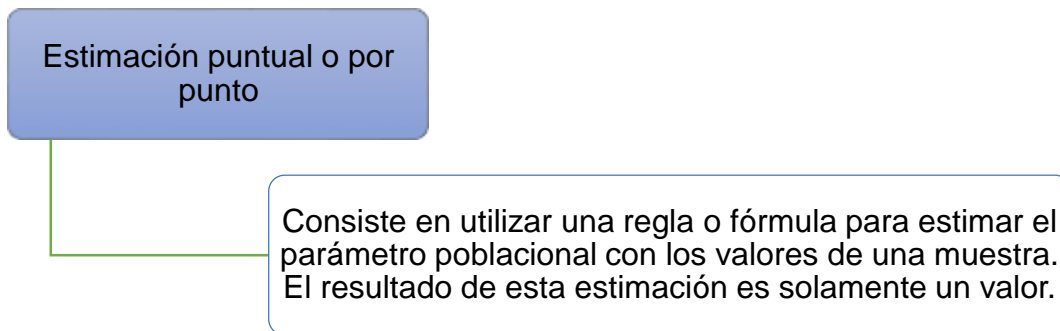 Estimación puntual o por
punto
Consiste en utilizar una regla o fórmula para estimar el
parámetro poblacional con los valores de una muestra.
El resultado de esta estimación es solamente un valor.